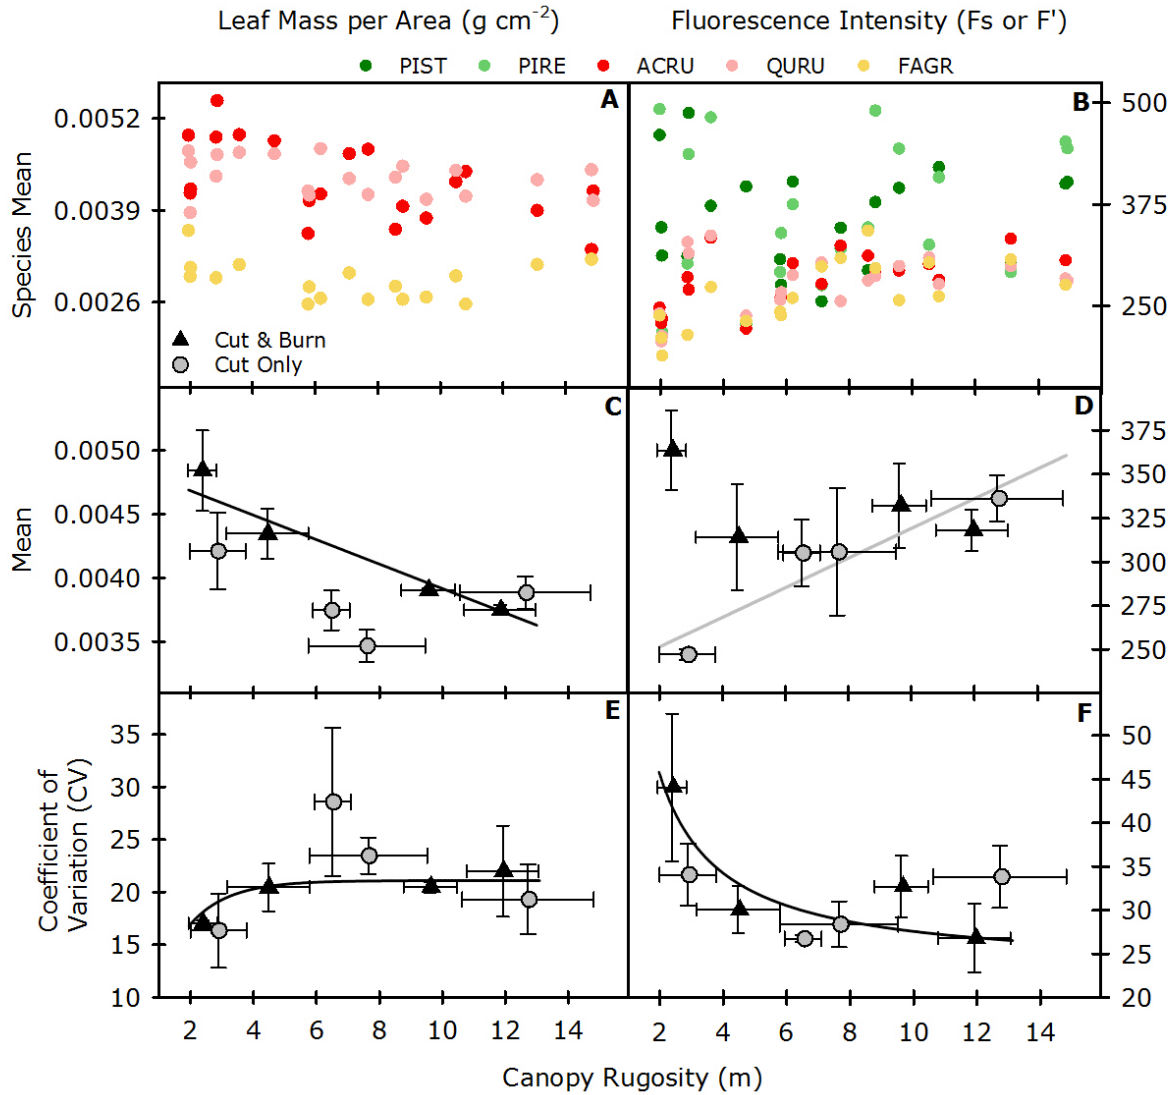 Leaf Mass per Area (g cm-2)
Fluorescence Intensity (Fs or F')
PIST PIRE ACRU QURU FAGR
Species Mean
0.0052
0.0039
0.0026
A
Cut & Burn
Cut Only
B
500
375
250
Mean
0.0050
0.0045
0.0040
0.0035
C
D
375
350
325
300
275
250
Coefficient of
Variation (CV)
35
30
25
20
15
10
E
F
50
45
40
35
30
25
20
2 4 6 8 10 12 14
2 4 6 8 10 12 14
Canopy Rugosity (m)